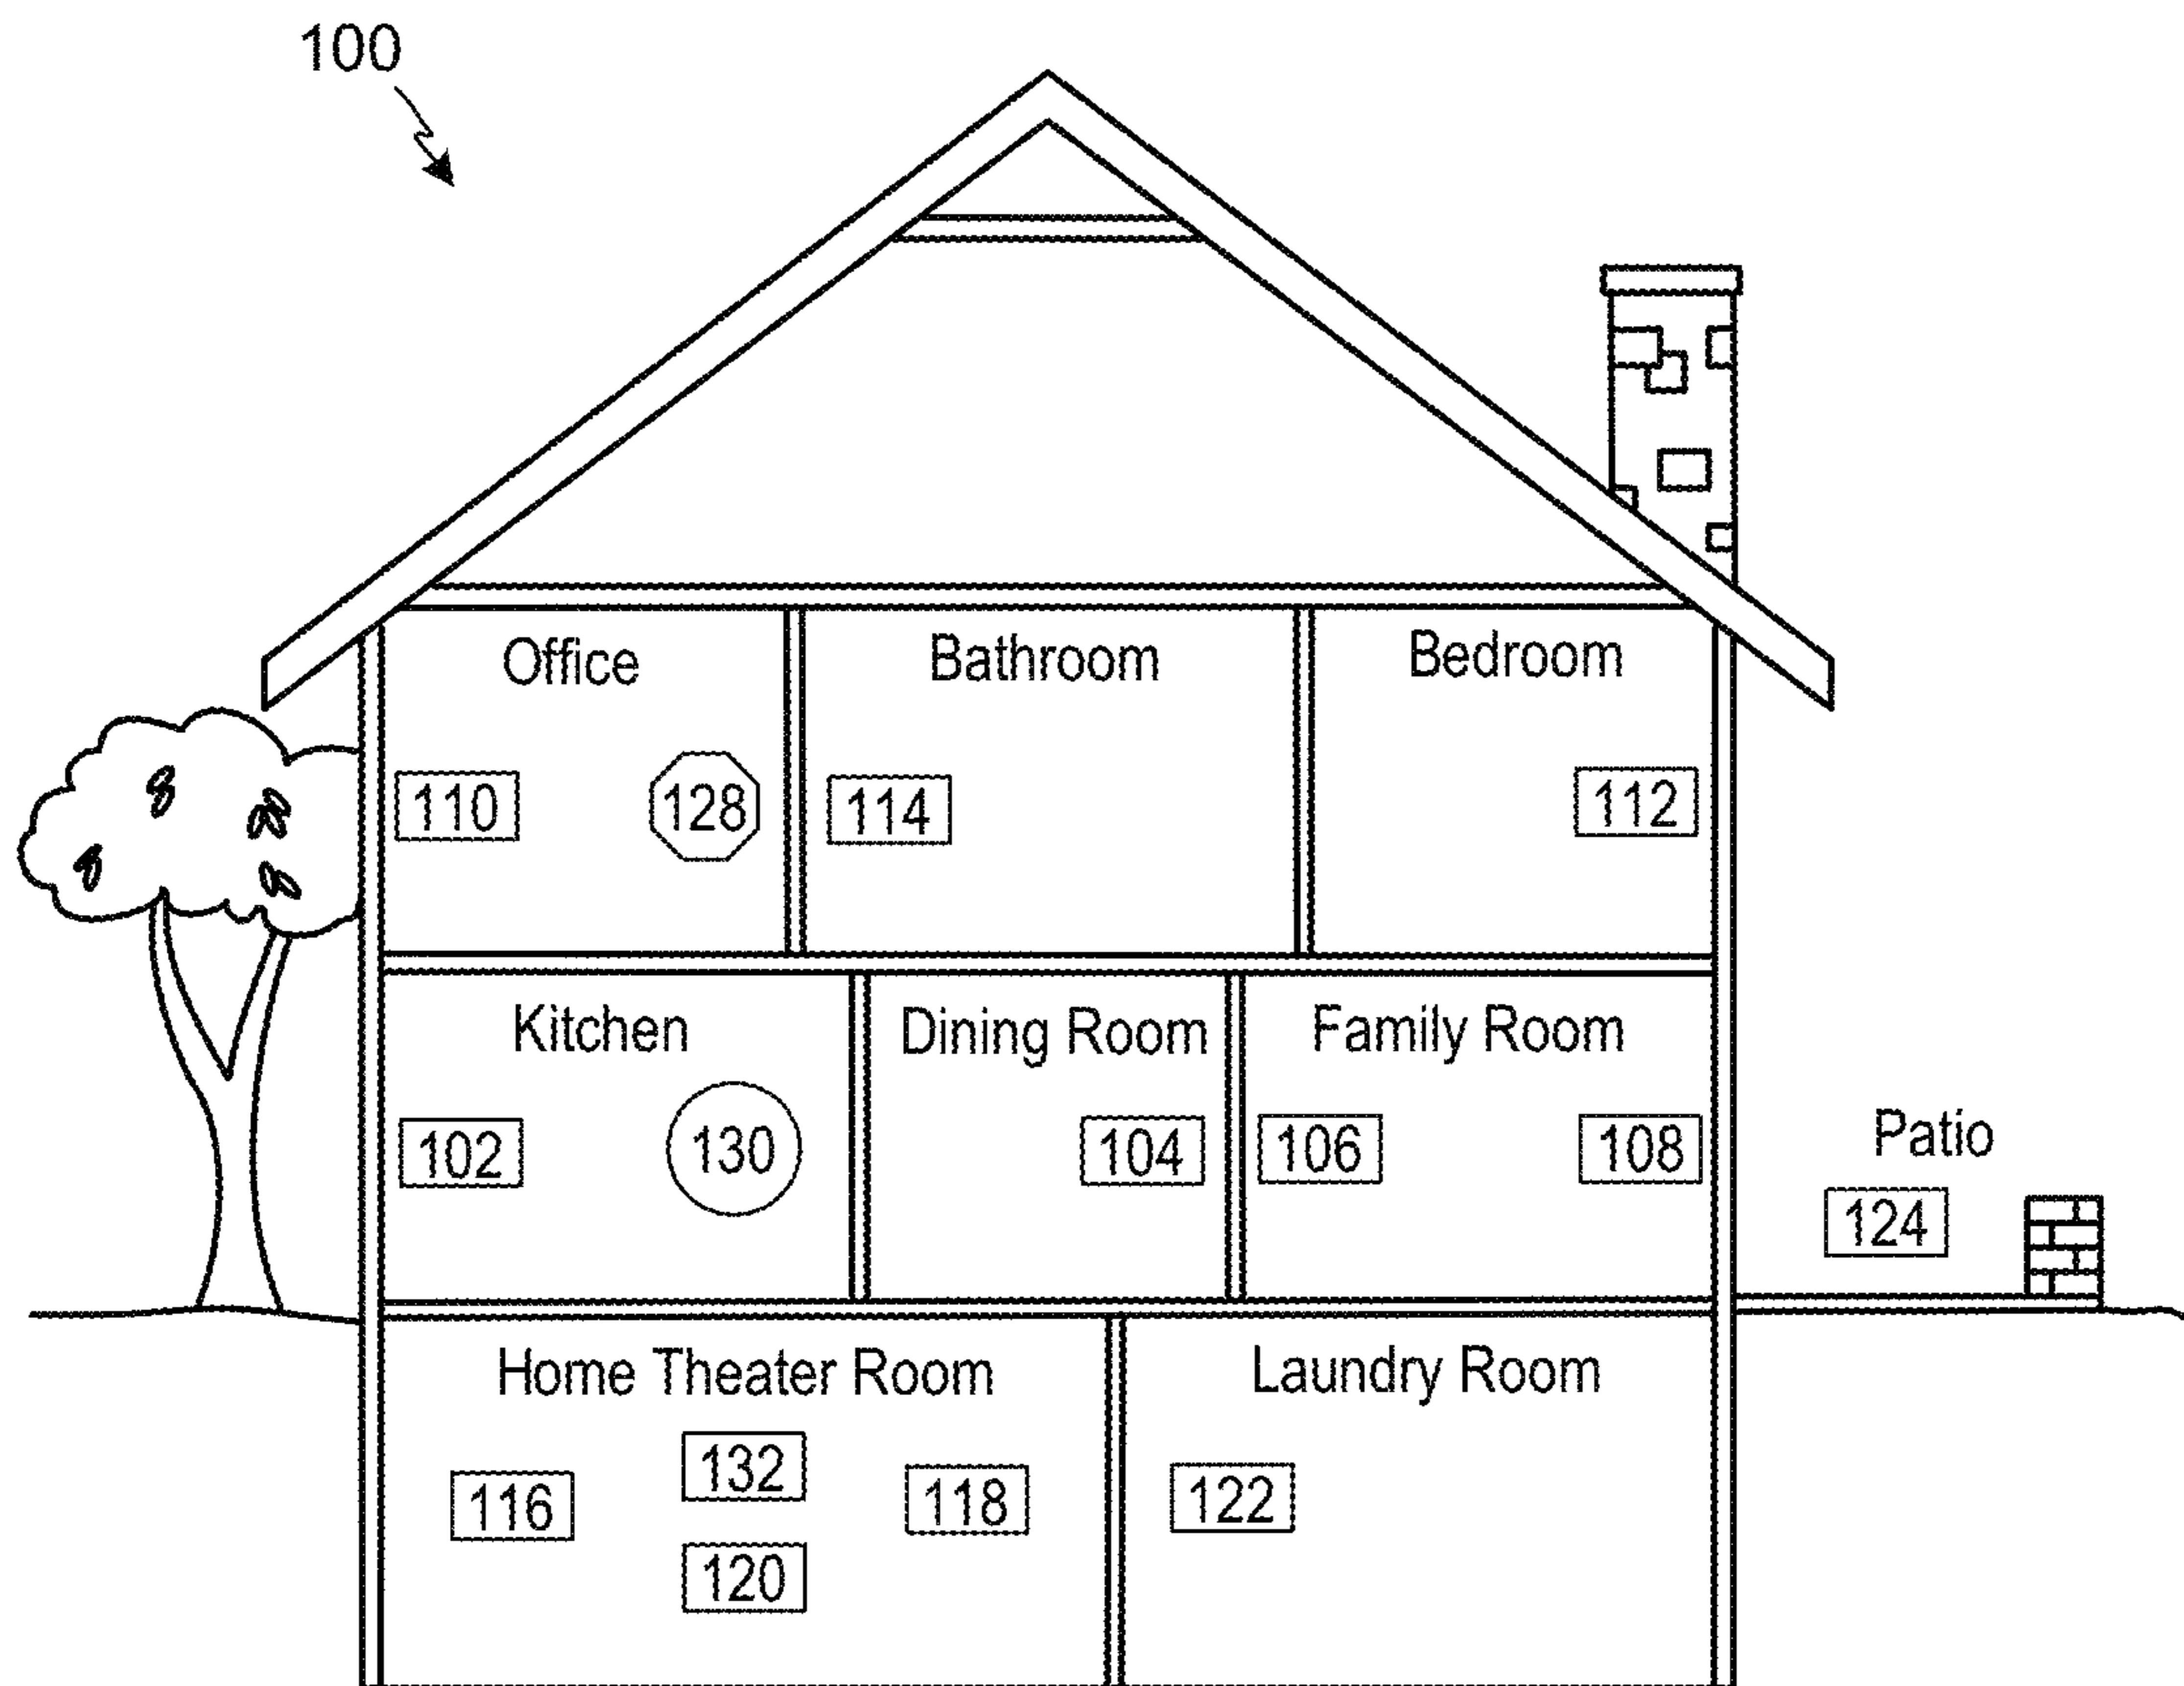 100
Office
Bathroom
Bedroom
110
128
114
112
Kitchen
Dining Room
Family Room
102
130
104
106
108
Patio
124
Home Theater Room
Laundry Room
116
132
118
120
122